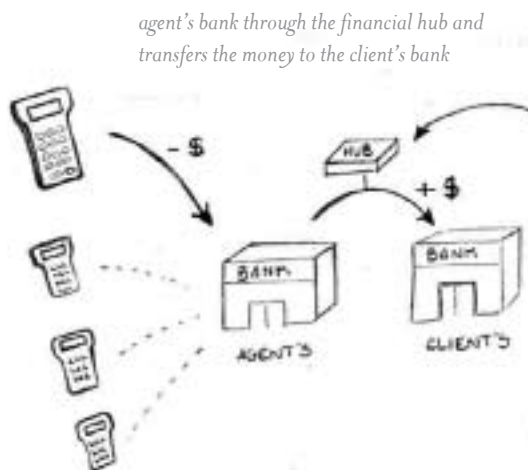 agent’s bank through the financial hub and
transfers the money to the client’s bank
- $
HUB
+ $
BANK
BANK
AGENT'S
CLIENT'S